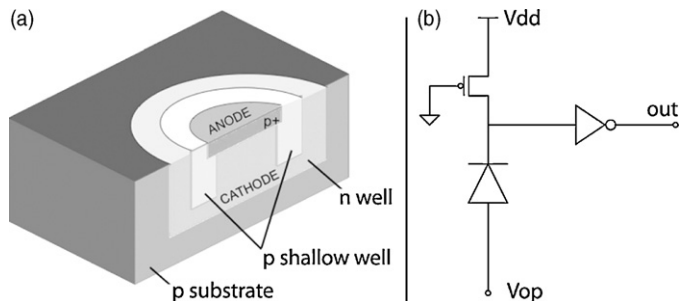 (a)
ANODE
p+
CATHODE
n well
p shallow well
p substrate
(b)
Vdd
out
Vop